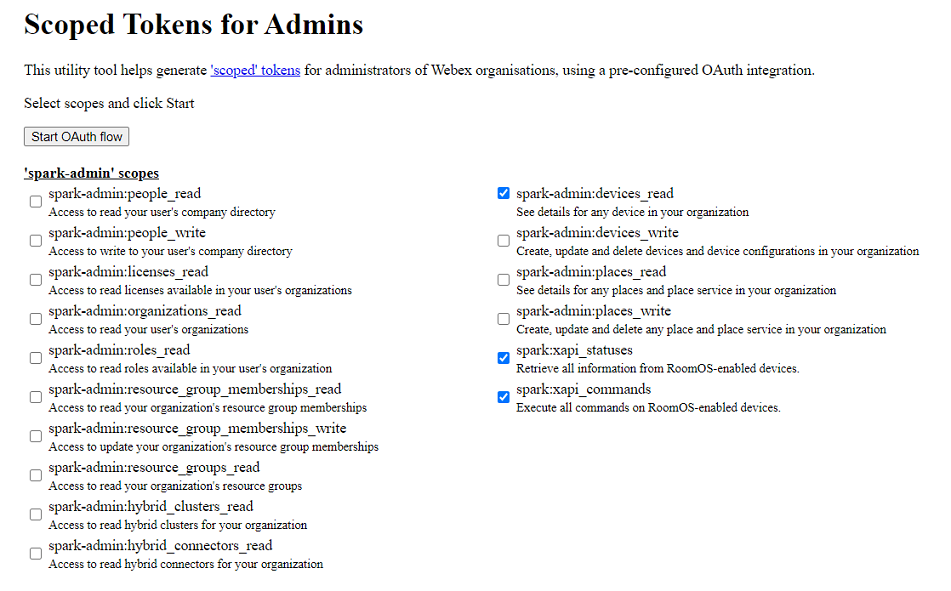 Scoped Tokens for Admins
This utility tool helps generate 'scoped' tokens for administrators of Webex organisations, using a pre-configured OAuth integration.
Select scopes and click Start
Start OAuth flow
'spark-admin' scopes
spark-admin:people_read
Access to read your user's company directory
spark-admin:people_write
Access to write to your user's company directory
spark-admin:licenses_read
Access to read licenses available in your user's organizations
spark-admin:organizations_read
Access to read your user's organizations
spark-admin:roles_read
Access to read roles available in your user's organization
spark-admin:resource_group_memberships_read
Access to read your organization's resource group memberships
spark-admin:resource_group_memberships_write
Access to update your organization's resource group memberships
spark-admin:resource_groups_read
Access to read your organization's resource groups
spark-admin:hybrid_clusters_read
Access to read hybrid clusters for your organization
spark-admin:hybrid_connectors_read
Access to read hybrid connectors for your organization
spark-admin:devices_read
See details for any device in your organization
spark-admin:devices_write
Create, update and delete devices and device configurations in your organization
spark-admin:places_read
See details for any places and place service in your organization
spark-admin:places_write
Create, update and delete any place and place service in your organization
spark:xapi_statuses
Retrieve all information from RoomOS-enabled devices.
spark:xapi_commands
Execute all commands on RoomOS-enabled devices.